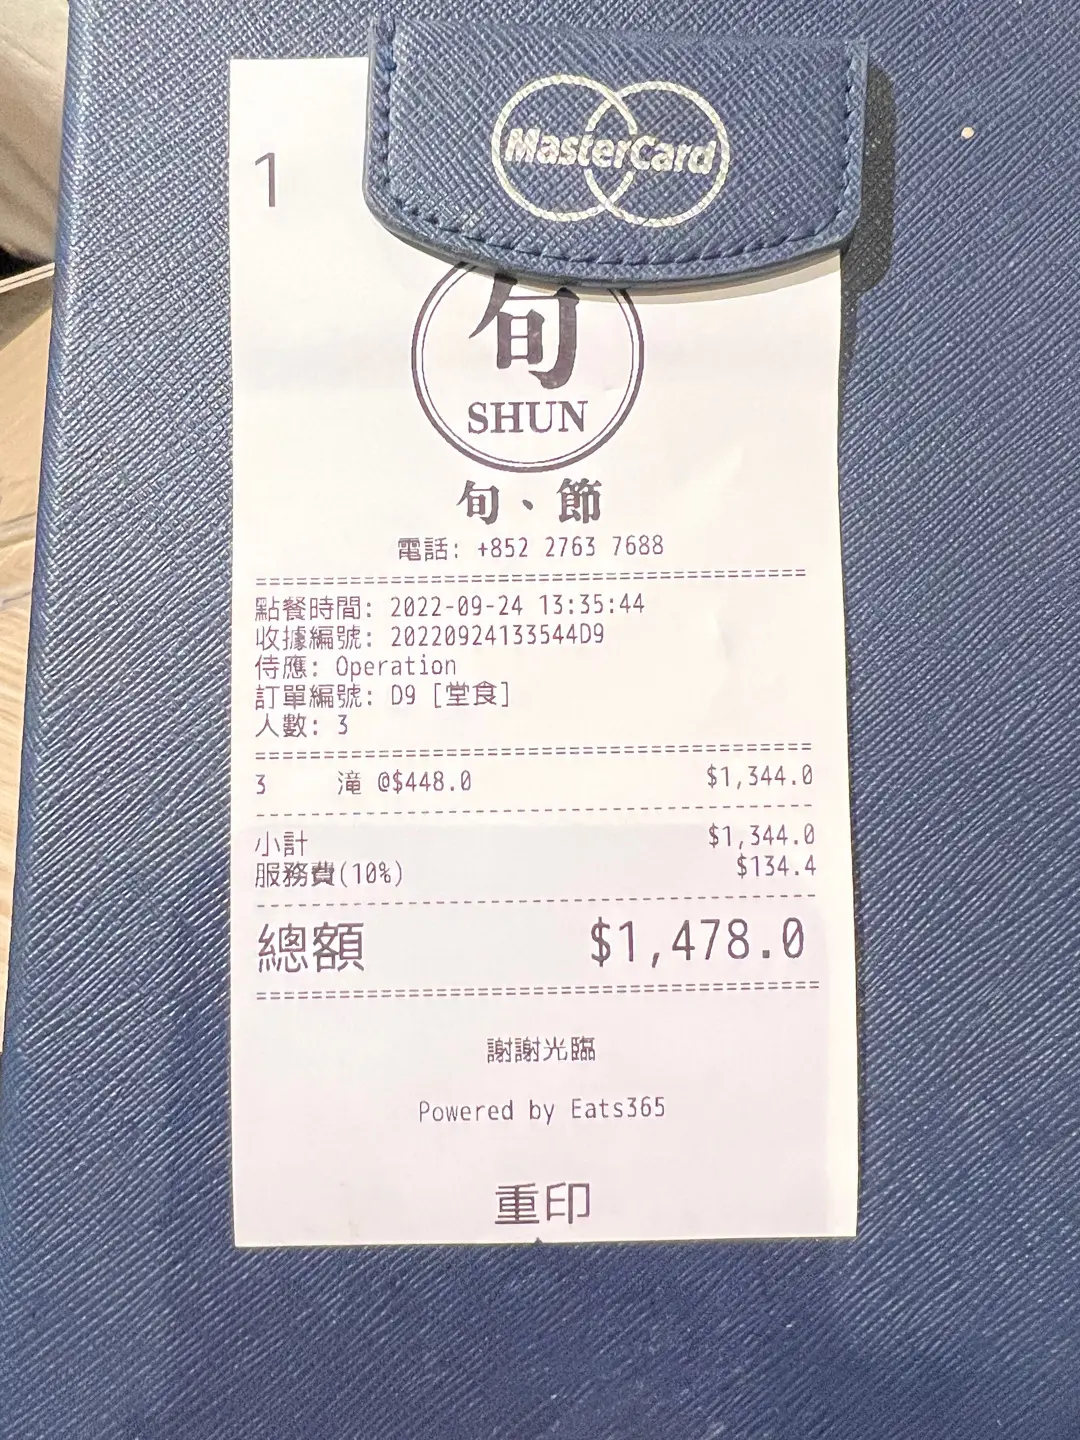 MasterCard
1
旬
SHUN
旬、節
電話: +852 2763 7688
========================================
點餐時間: 2022-09-24 13:35:44
收據編號: 20220924133544D9
侍應: Operation
訂單編號: D9 [堂食]
人數: 3
========================================
3 滝 @$448.0 $1,344.0
----------------------------------------
小計 $1,344.0
服務費(10%) $134.4
----------------------------------------
總額 $1,478.0
========================================
謝謝光臨
Powered by Eats365
重印